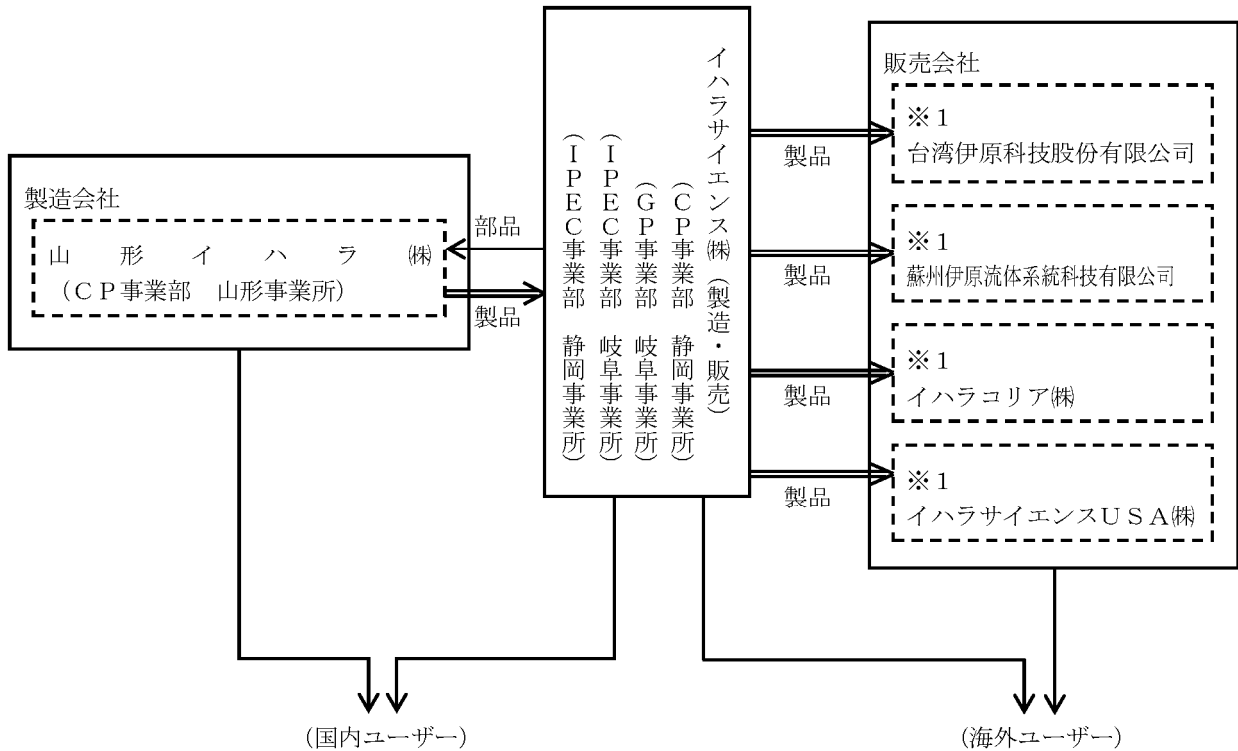 製造会社
山形イハラ㈱
（ＣＰ事業部　山形事業所）
部品
製品
イハラサイエンス㈱（製造・販売）
（ＣＰ事業部　静岡事業所）
（ＧＰ事業部　岐阜事業所）
（ＩＰＥＣ事業部　岐阜事業所）
（ＩＰＥＣ事業部　静岡事業所）
製品
製品
製品
製品
販売会社
※１
台湾伊原科技股份有限公司
※１
蘇州伊原流体系統科技有限公司
※１
イハラコリア㈱
※１
イハラサイエンスＵＳＡ㈱
（国内ユーザー）
（海外ユーザー）